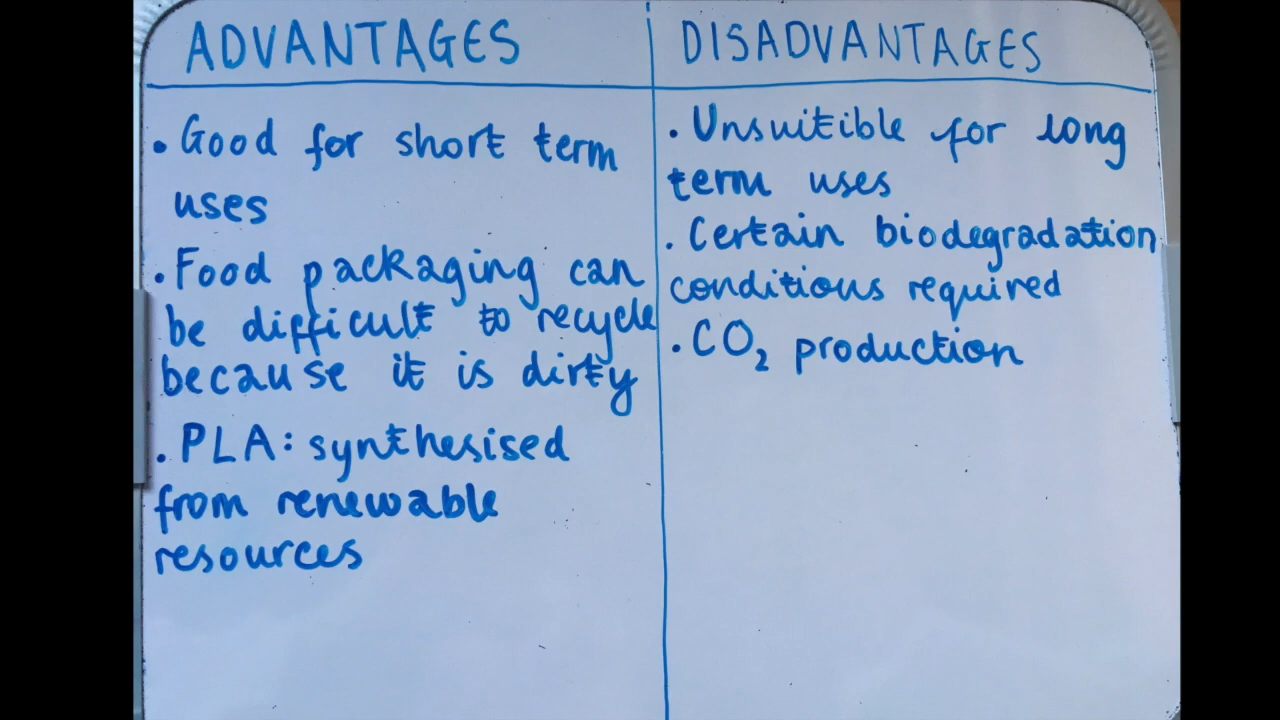 ADVANTAGES
• Good for short term
uses
• Food packaging can
be difficult to recycle
because it is dirty
• PLA: synthesised
from renewable
resources
DISADVANTAGES
• Unsuitible for long
term uses
• Certain biodegradation
conditions required
• CO₂ production